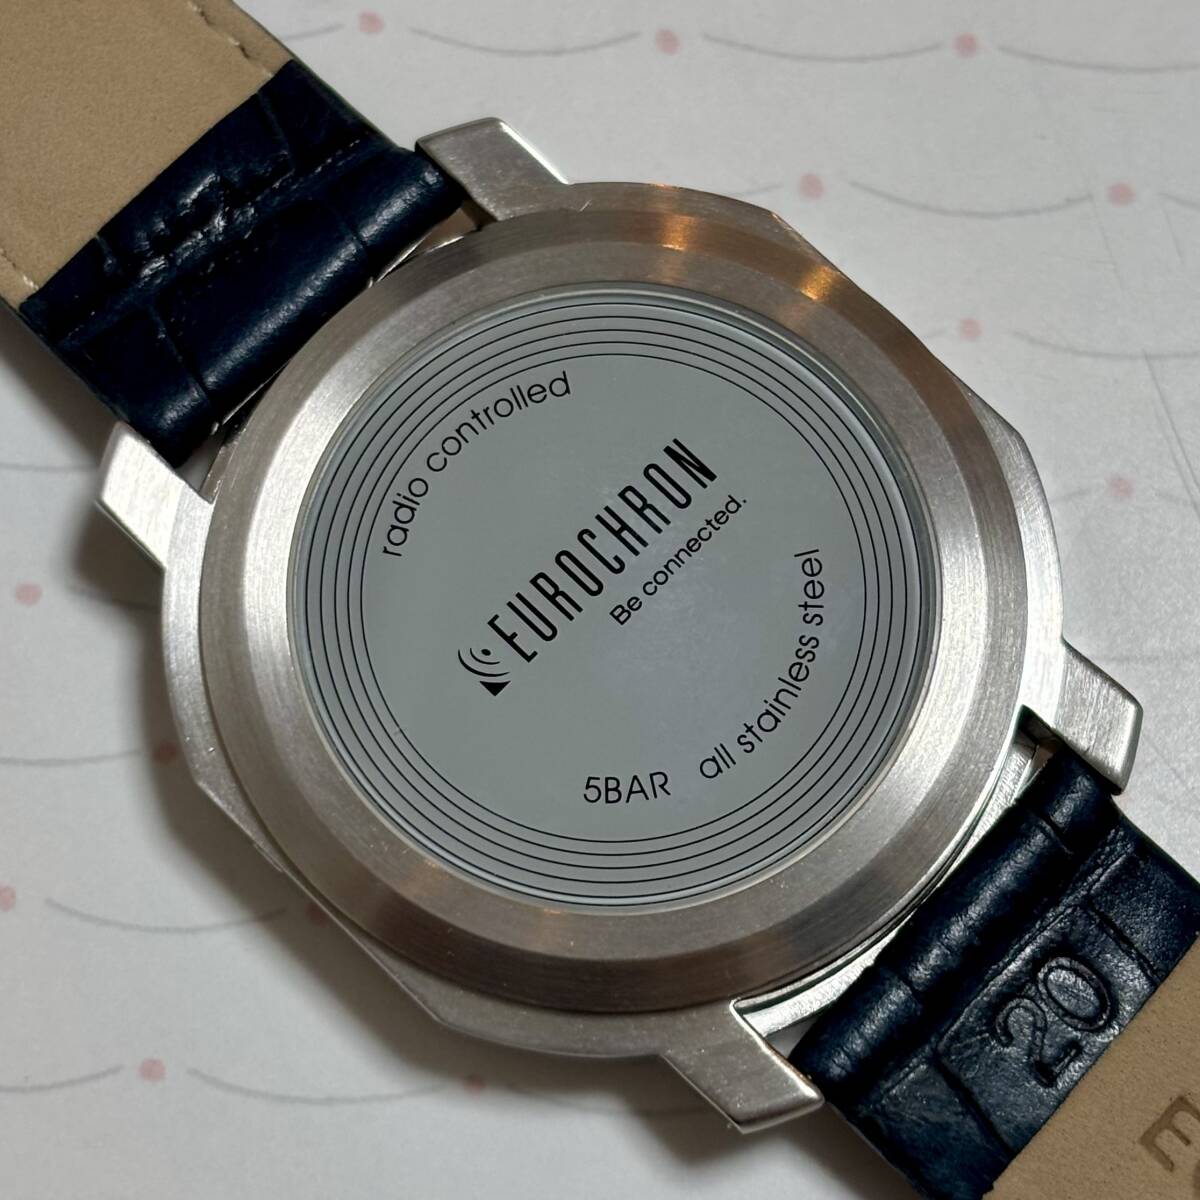 radio controlled
EUROCHRON
Be connected.
5BAR all stainless steel
20